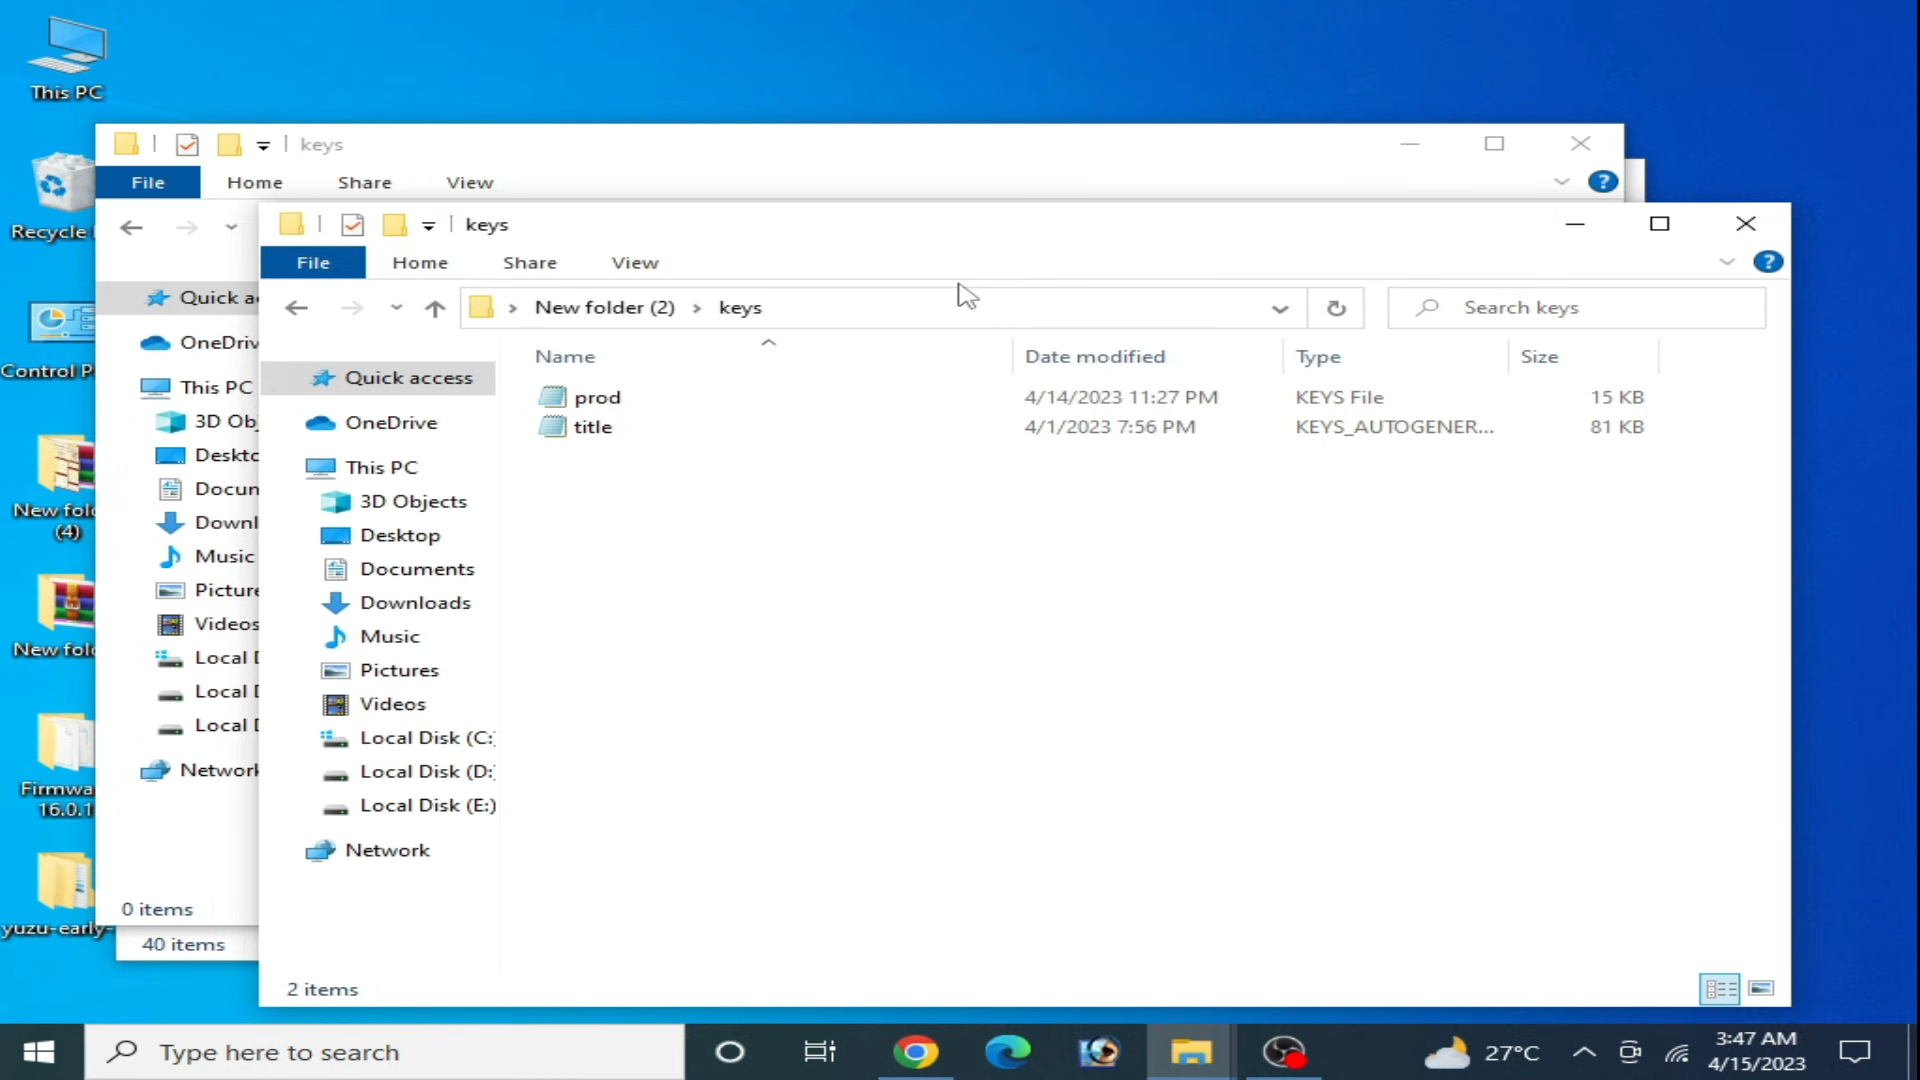 This PC
keys
File Home Share View
Recycle
keys
File Home Share View
New folder (2) keys
Search keys
Quick a
OneDriv
This PC
3D Obj
Deskto
Docum
Downl
Music
Picture
Videos
Local D
Local D
Local D
Network
0 items
40 items
Control P
New fol
(4)
New fol
Firmwa
16.0.1
yuzu-early-
Name Date modified Type Size
prod 4/14/2023 11:27 PM KEYS File 15 KB
title 4/1/2023 7:56 PM KEYS_AUTOGENER... 81 KB
Quick access
OneDrive
This PC
3D Objects
Desktop
Documents
Downloads
Music
Pictures
Videos
Local Disk (C:)
Local Disk (D:)
Local Disk (E:)
Network
2 items
Type here to search
27°C
3:47 AM
4/15/2023